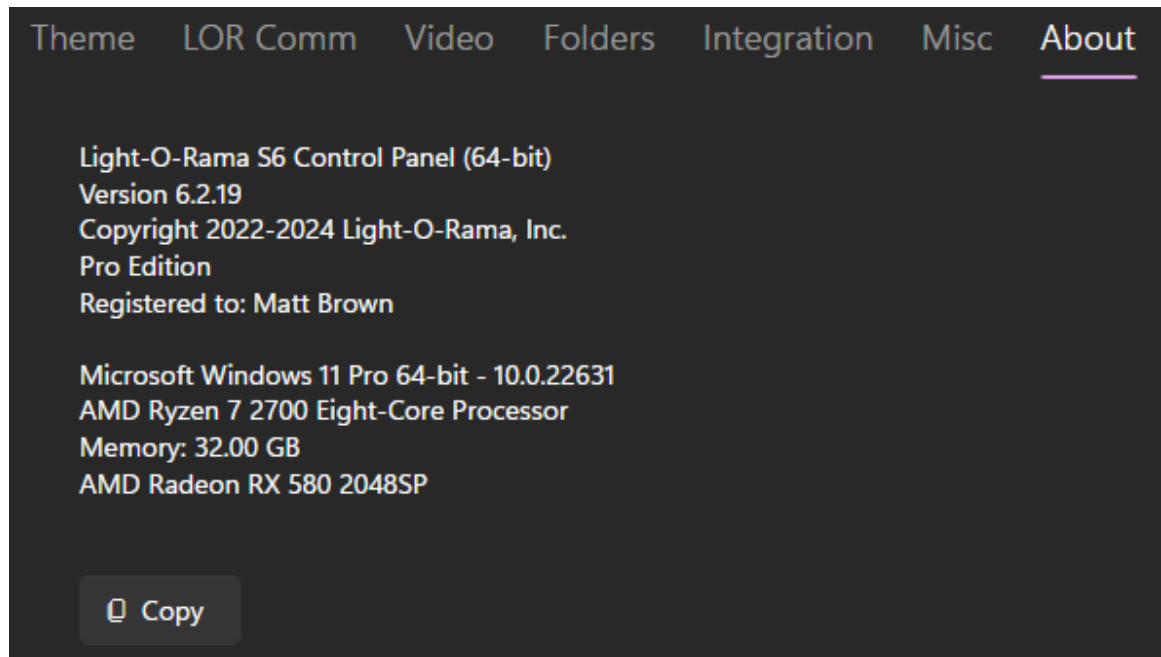 Theme LOR Comm Video Folders Integration Misc About
Light-O-Rama S6 Control Panel (64-bit)
Version 6.2.19
Copyright 2022-2024 Light-O-Rama, Inc.
Pro Edition
Registered to: Matt Brown
Microsoft Windows 11 Pro 64-bit - 10.0.22631
AMD Ryzen 7 2700 Eight-Core Processor
Memory: 32.00 GB
AMD Radeon RX 580 2048SP
Copy